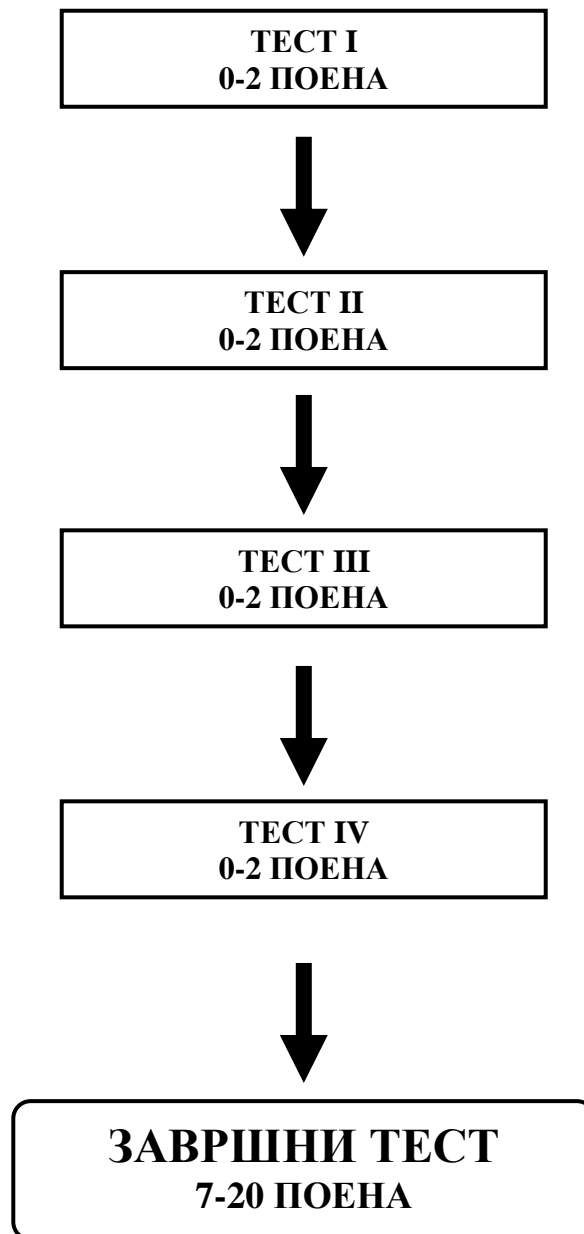 ТЕСТ I
0-2 ПОЕНА
ТЕСТ II
0-2 ПОЕНА
ТЕСТ III
0-2 ПОЕНА
ТЕСТ IV
0-2 ПОЕНА
ЗАВРШНИ ТЕСТ
7-20 ПОЕНА